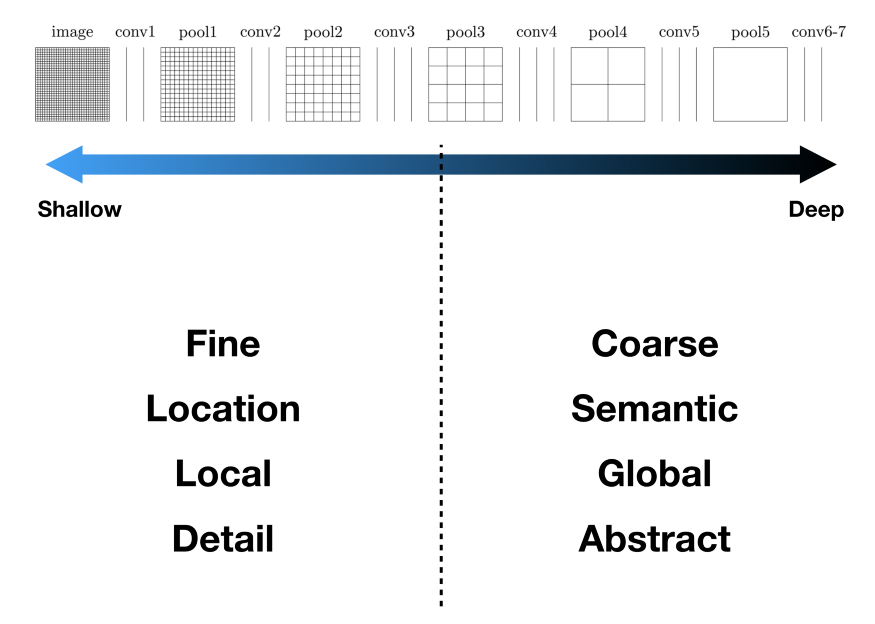 image conv1 pool1 conv2 pool2 conv3 pool3 conv4 pool4 conv5 pool5 conv6-7
Shallow Deep
Fine Coarse
Location Semantic
Local Global
Detail Abstract